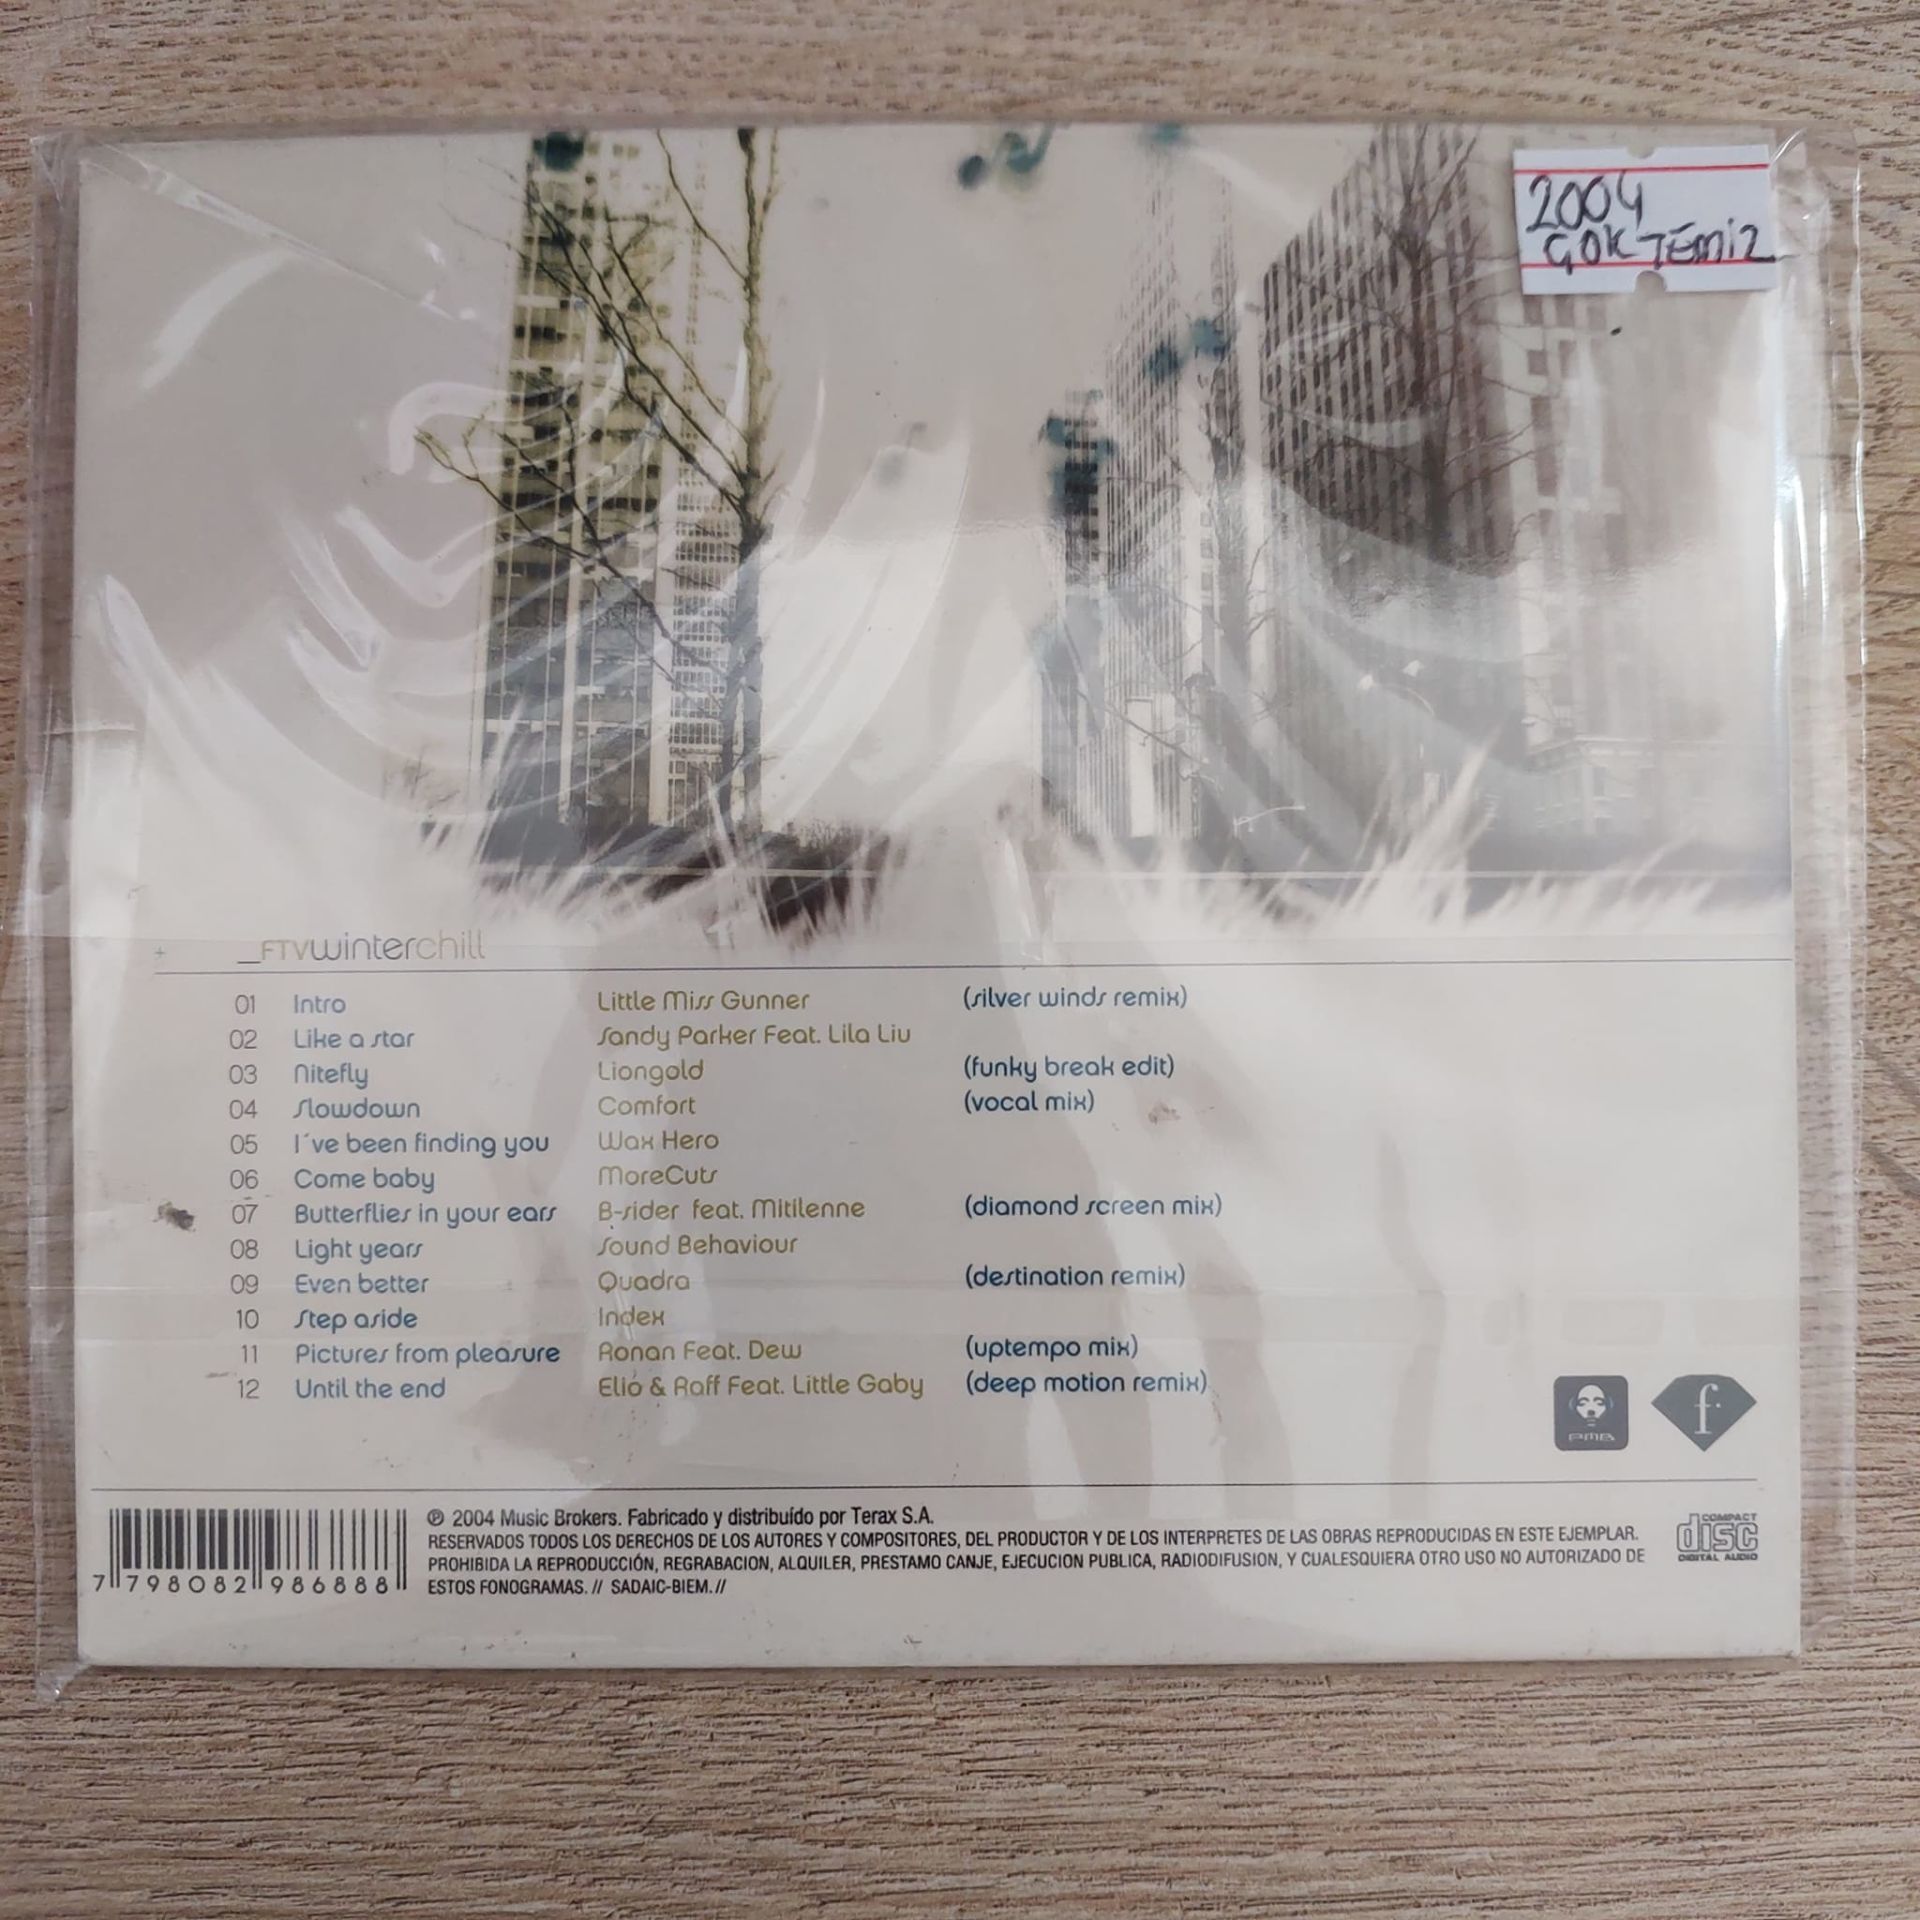 2004
ÇOK TEMiZ
_FTVwinterchill
01 Intro Little Miss Gunner (silver winds remix)
02 Like a star Sandy Parker Feat. Lila Liu
03 Nitefly Liongold (funky break edit)
04 Slowdown Comfort (vocal mix)
05 I´ve been finding you Wax Hero
06 Come baby MoreCuts
07 Butterflies in your ears B-sider feat. Mitilenne (diamond screen mix)
08 Light years Sound Behaviour
09 Even better Quadra (destination remix)
10 Step aside Index
11 Pictures from pleasure Ronan Feat. Dew (uptempo mix)
12 Until the end Elio & Raff Feat. Little Gaby (deep motion remix)
PMB f.
℗ 2004 Music Brokers. Fabricado y distribuído por Terax S.A.
RESERVADOS TODOS LOS DERECHOS DE LOS AUTORES Y COMPOSITORES, DEL PRODUCTOR Y DE LOS INTERPRETES DE LAS OBRAS REPRODUCIDAS EN ESTE EJEMPLAR.
PROHIBIDA LA REPRODUCCIÓN, REGRABACION, ALQUILER, PRESTAMO CANJE, EJECUCION PUBLICA, RADIODIFUSION, Y CUALESQUIERA OTRO USO NO AUTORIZADO DE
ESTOS FONOGRAMAS. // SADAIC-BIEM. //
7 798082 986888
COMPACT
disc
DIGITAL AUDIO